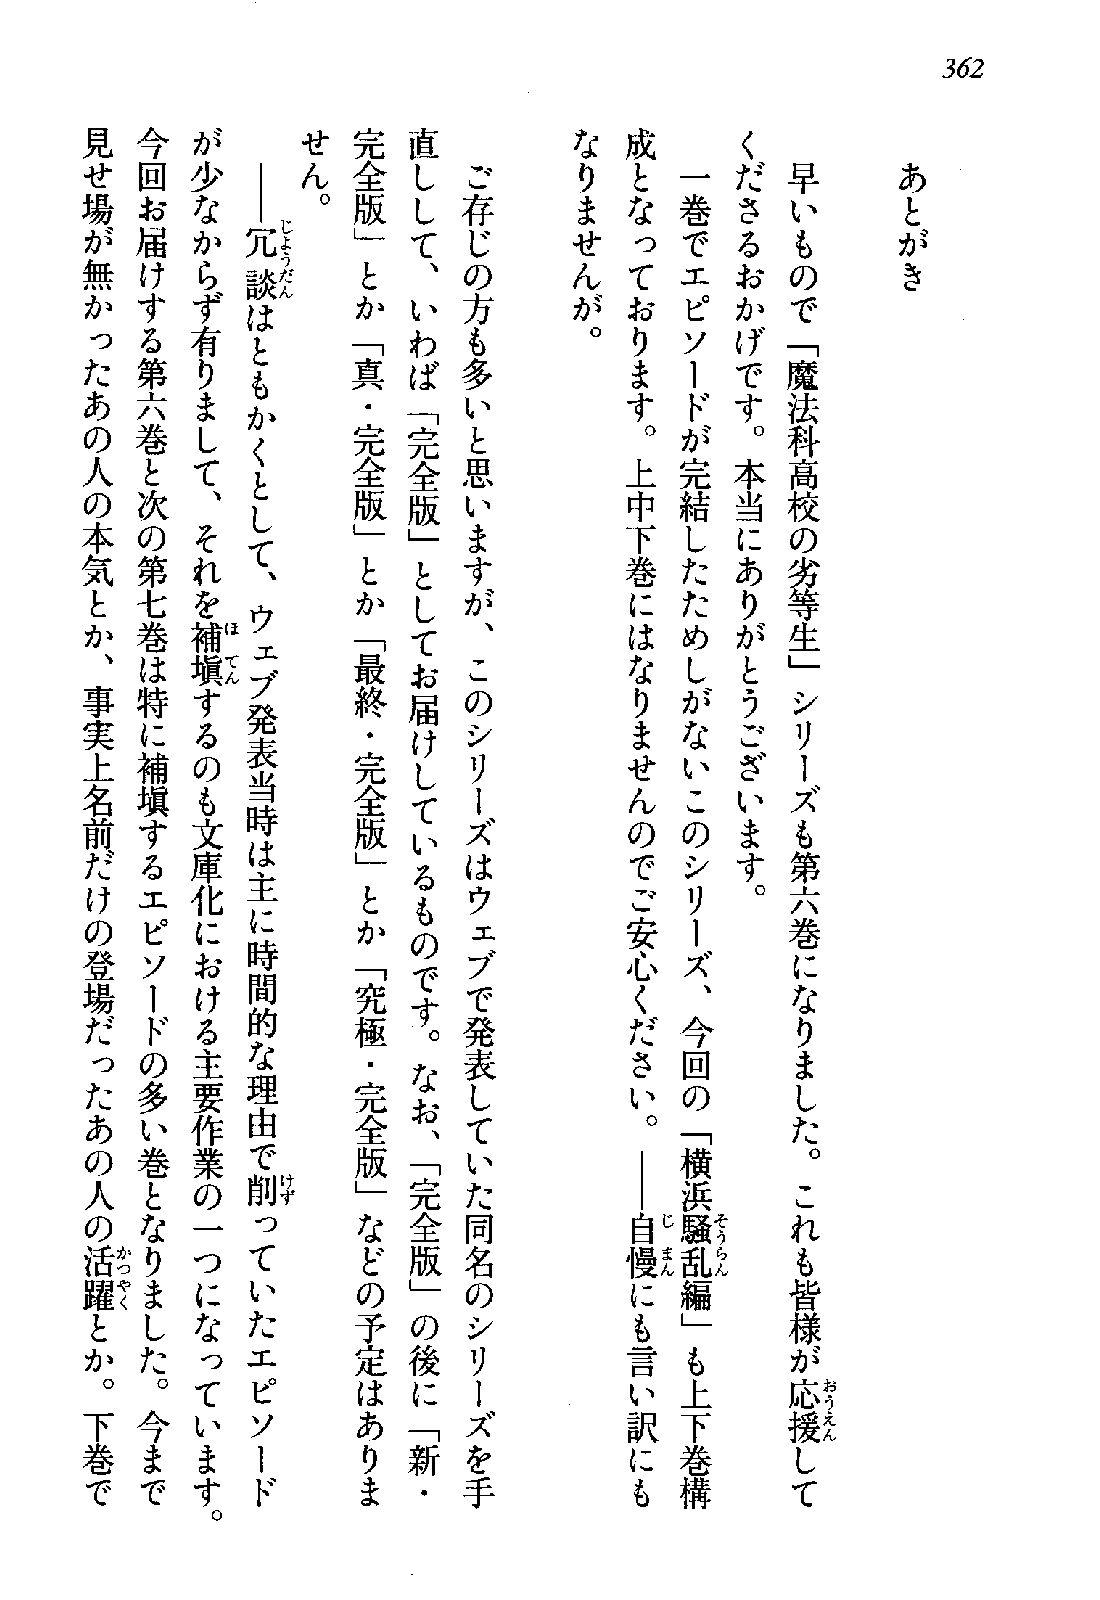 362
あとがき
早いもので「魔法科高校の劣等生」シリーズも第六巻になりました。これも皆様が応援して
くださるおかげです。本当にありがとうございます。
一巻でエピソードが完結したためしがないこのシリーズ、今回の「横浜騒乱編」も上下巻構
成となっております。上中下巻にはなりませんのでご安心ください。――自慢にも言い訳にも
なりませんが。
ご存じの方も多いと思いますが、このシリーズはウェブで発表していた同名のシリーズを手
直しして、いわば「完全版」としてお届けしているものです。なお、「完全版」の後に「新・
完全版」とか「真・完全版」とか「最終・完全版」とか「究極・完全版」などの予定はありま
せん。
――冗談はともかくとして、ウェブ発表当時は主に時間的な理由で削っていたエピソード
が少なからず有りまして、それを補塡するのも文庫化における主要作業の一つになっています。
今回お届けする第六巻と次の第七巻は特に補塡するエピソードの多い巻となりました。今まで
見せ場が無かったあの人の本気とか、事実上名前だけの登場だったあの人の活躍とか。下巻で